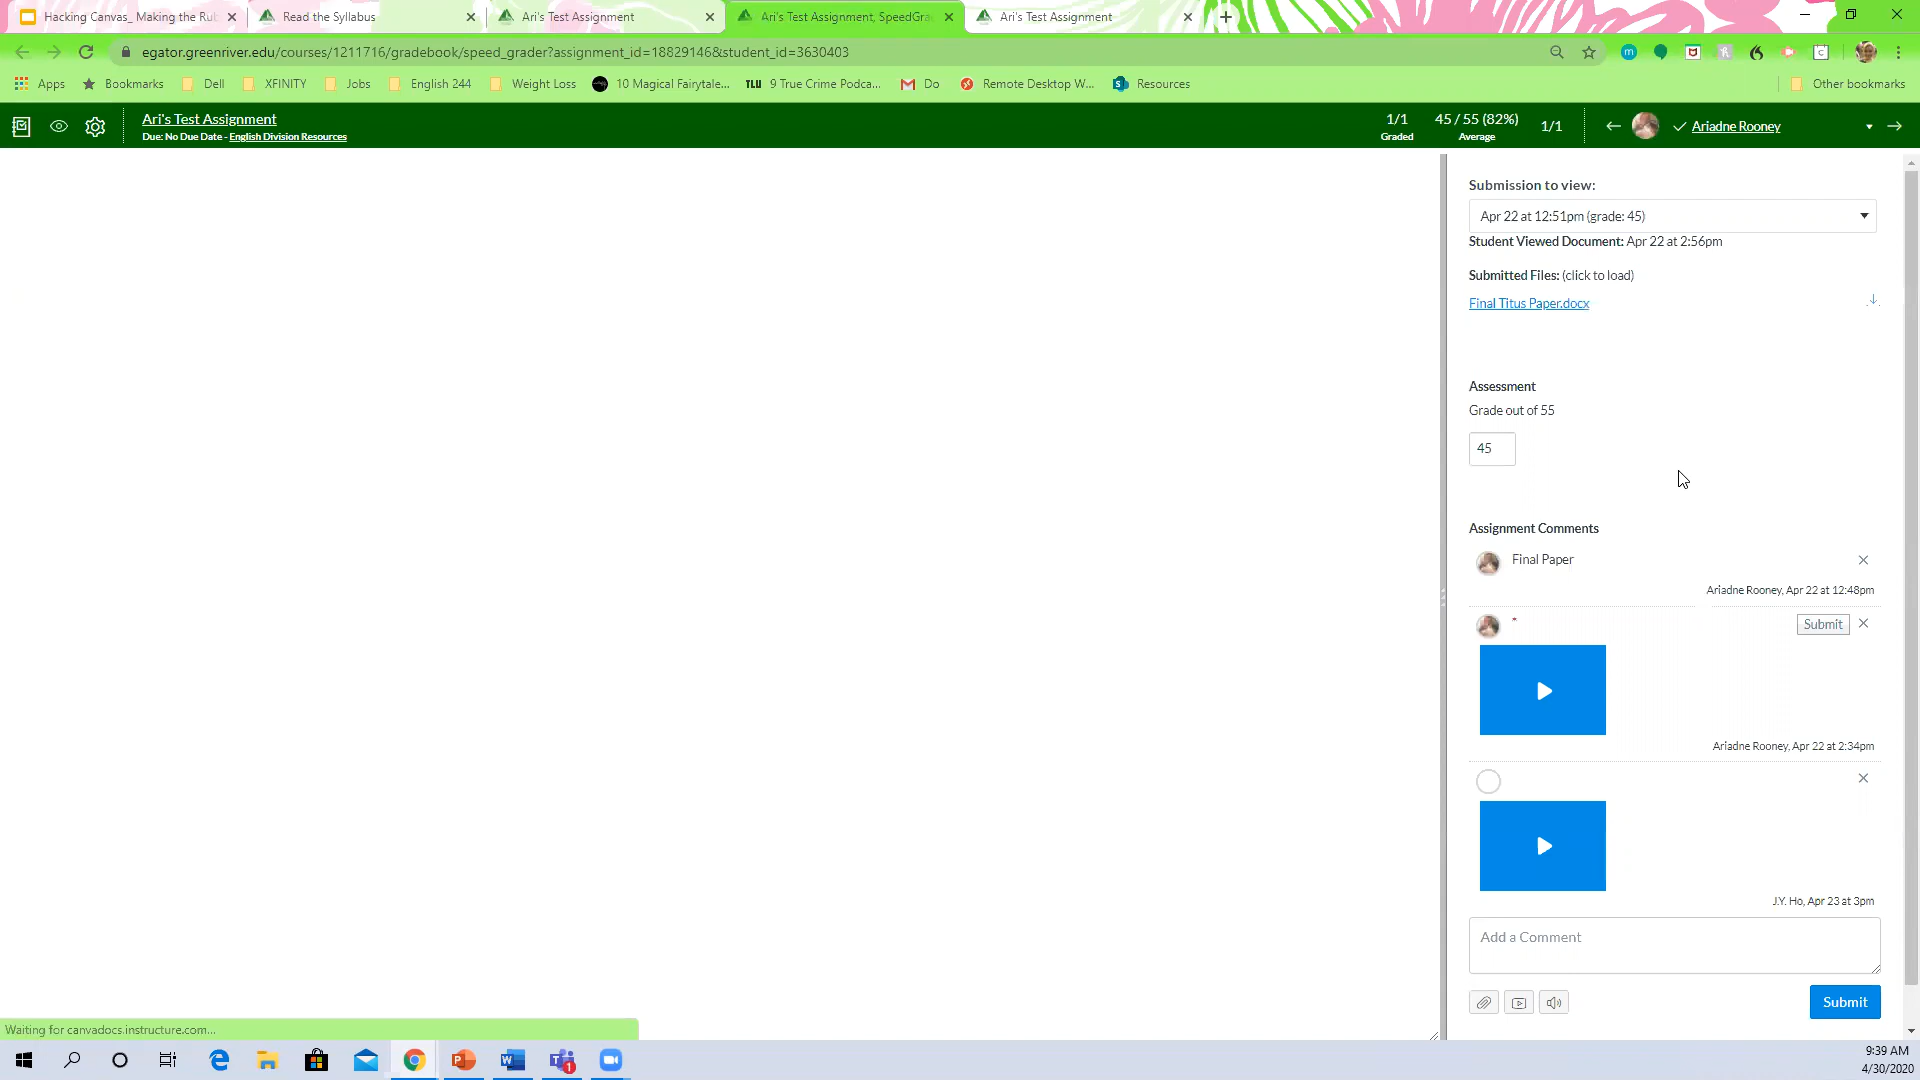 Hacking Canvas_ Making the Rub
Read the Syllabus
Ari's Test Assignment
Ari's Test Assignment, SpeedGra
Ari's Test Assignment
egator.greenriver.edu/courses/1211716/gradebook/speed_grader?assignment_id=18829146&student_id=3630403
Apps
Bookmarks
Dell
XFINITY
Jobs
English 244
Weight Loss
10 Magical Fairytale...
TLU 9 True Crime Podca...
Do
Remote Desktop W...
Resources
Other bookmarks
Ari's Test Assignment
Due: No Due Date - English Division Resources
1/1
Graded
45 / 55 (82%)
Average
1/1
Ariadne Rooney
Submission to view:
Apr 22 at 12:51pm (grade: 45)
Student Viewed Document: Apr 22 at 2:56pm
Submitted Files: (click to load)
Final Titus Paper.docx
Assessment
Grade out of 55
45
Assignment Comments
Final Paper
Ariadne Rooney, Apr 22 at 12:48pm
*
Submit
Ariadne Rooney, Apr 22 at 2:34pm
J.Y. Ho, Apr 23 at 3pm
Add a Comment
Submit
Waiting for canvadocs.instructure.com...
9:39 AM
4/30/2020